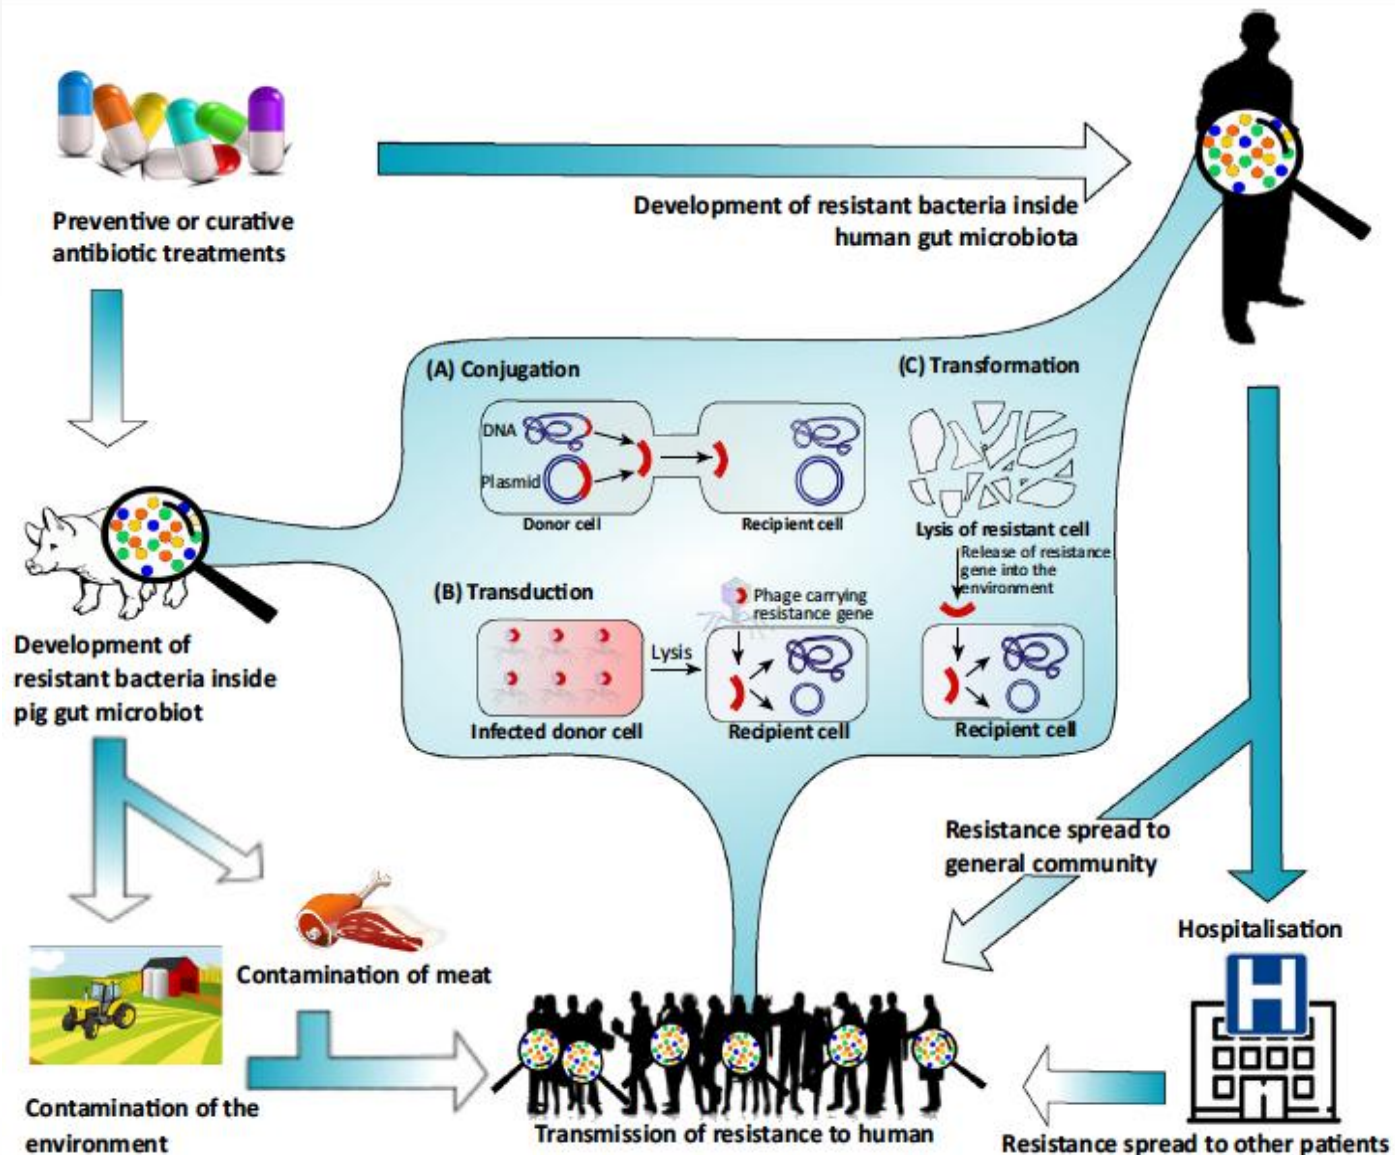 Preventive or curative
antibiotic treatments
Development of resistant bacteria inside
human gut microbiota
(A) Conjugation
DNA
Plasmid
Donor cell
Recipient cell
(C) Transformation
Lysis of resistant cell
Release of resistance
gene into the
environment
Recipient cell
(B) Transduction
Phage carrying
resistance gene
Lysis
Infected donor cell
Recipient cell
Development of
resistant bacteria inside
pig gut microbiot
Contamination of meat
Contamination of the
environment
Resistance spread to
general community
Hospitalisation
H
Transmission of resistance to human
Resistance spread to other patients